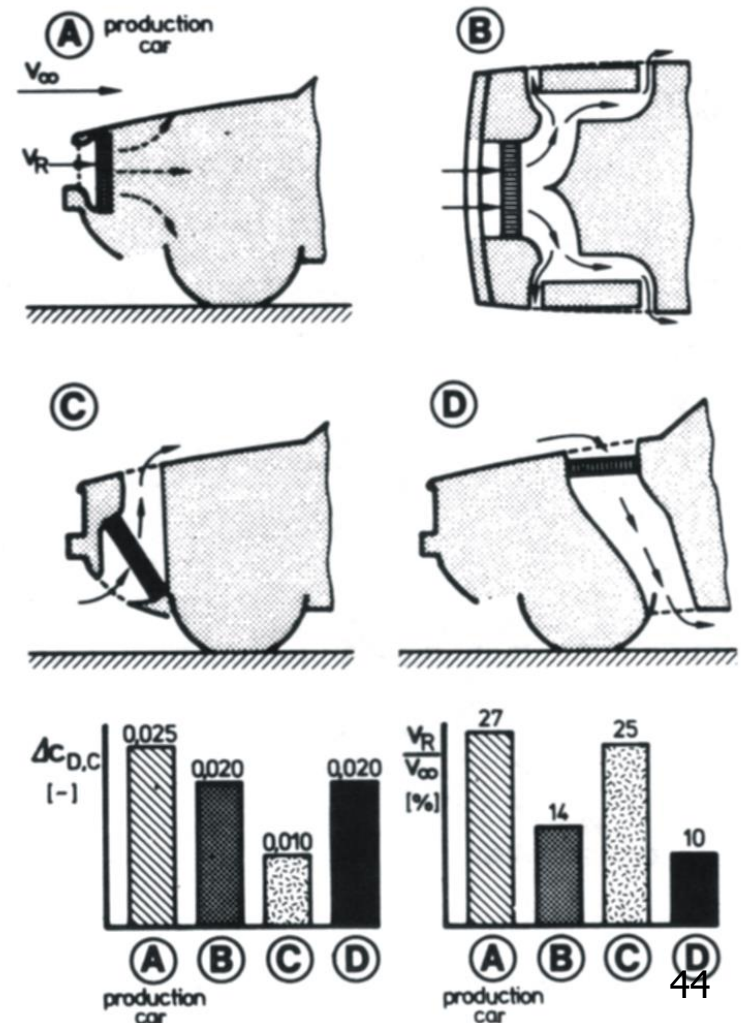 A production
car
B
V∞
VR
C
D
ΔcD,C
[-]
0,025
0,020
0,010
0,020
A
B
C
D
production
car
VR
V∞
[%]
27
14
25
10
A
B
C
D
production
car
44